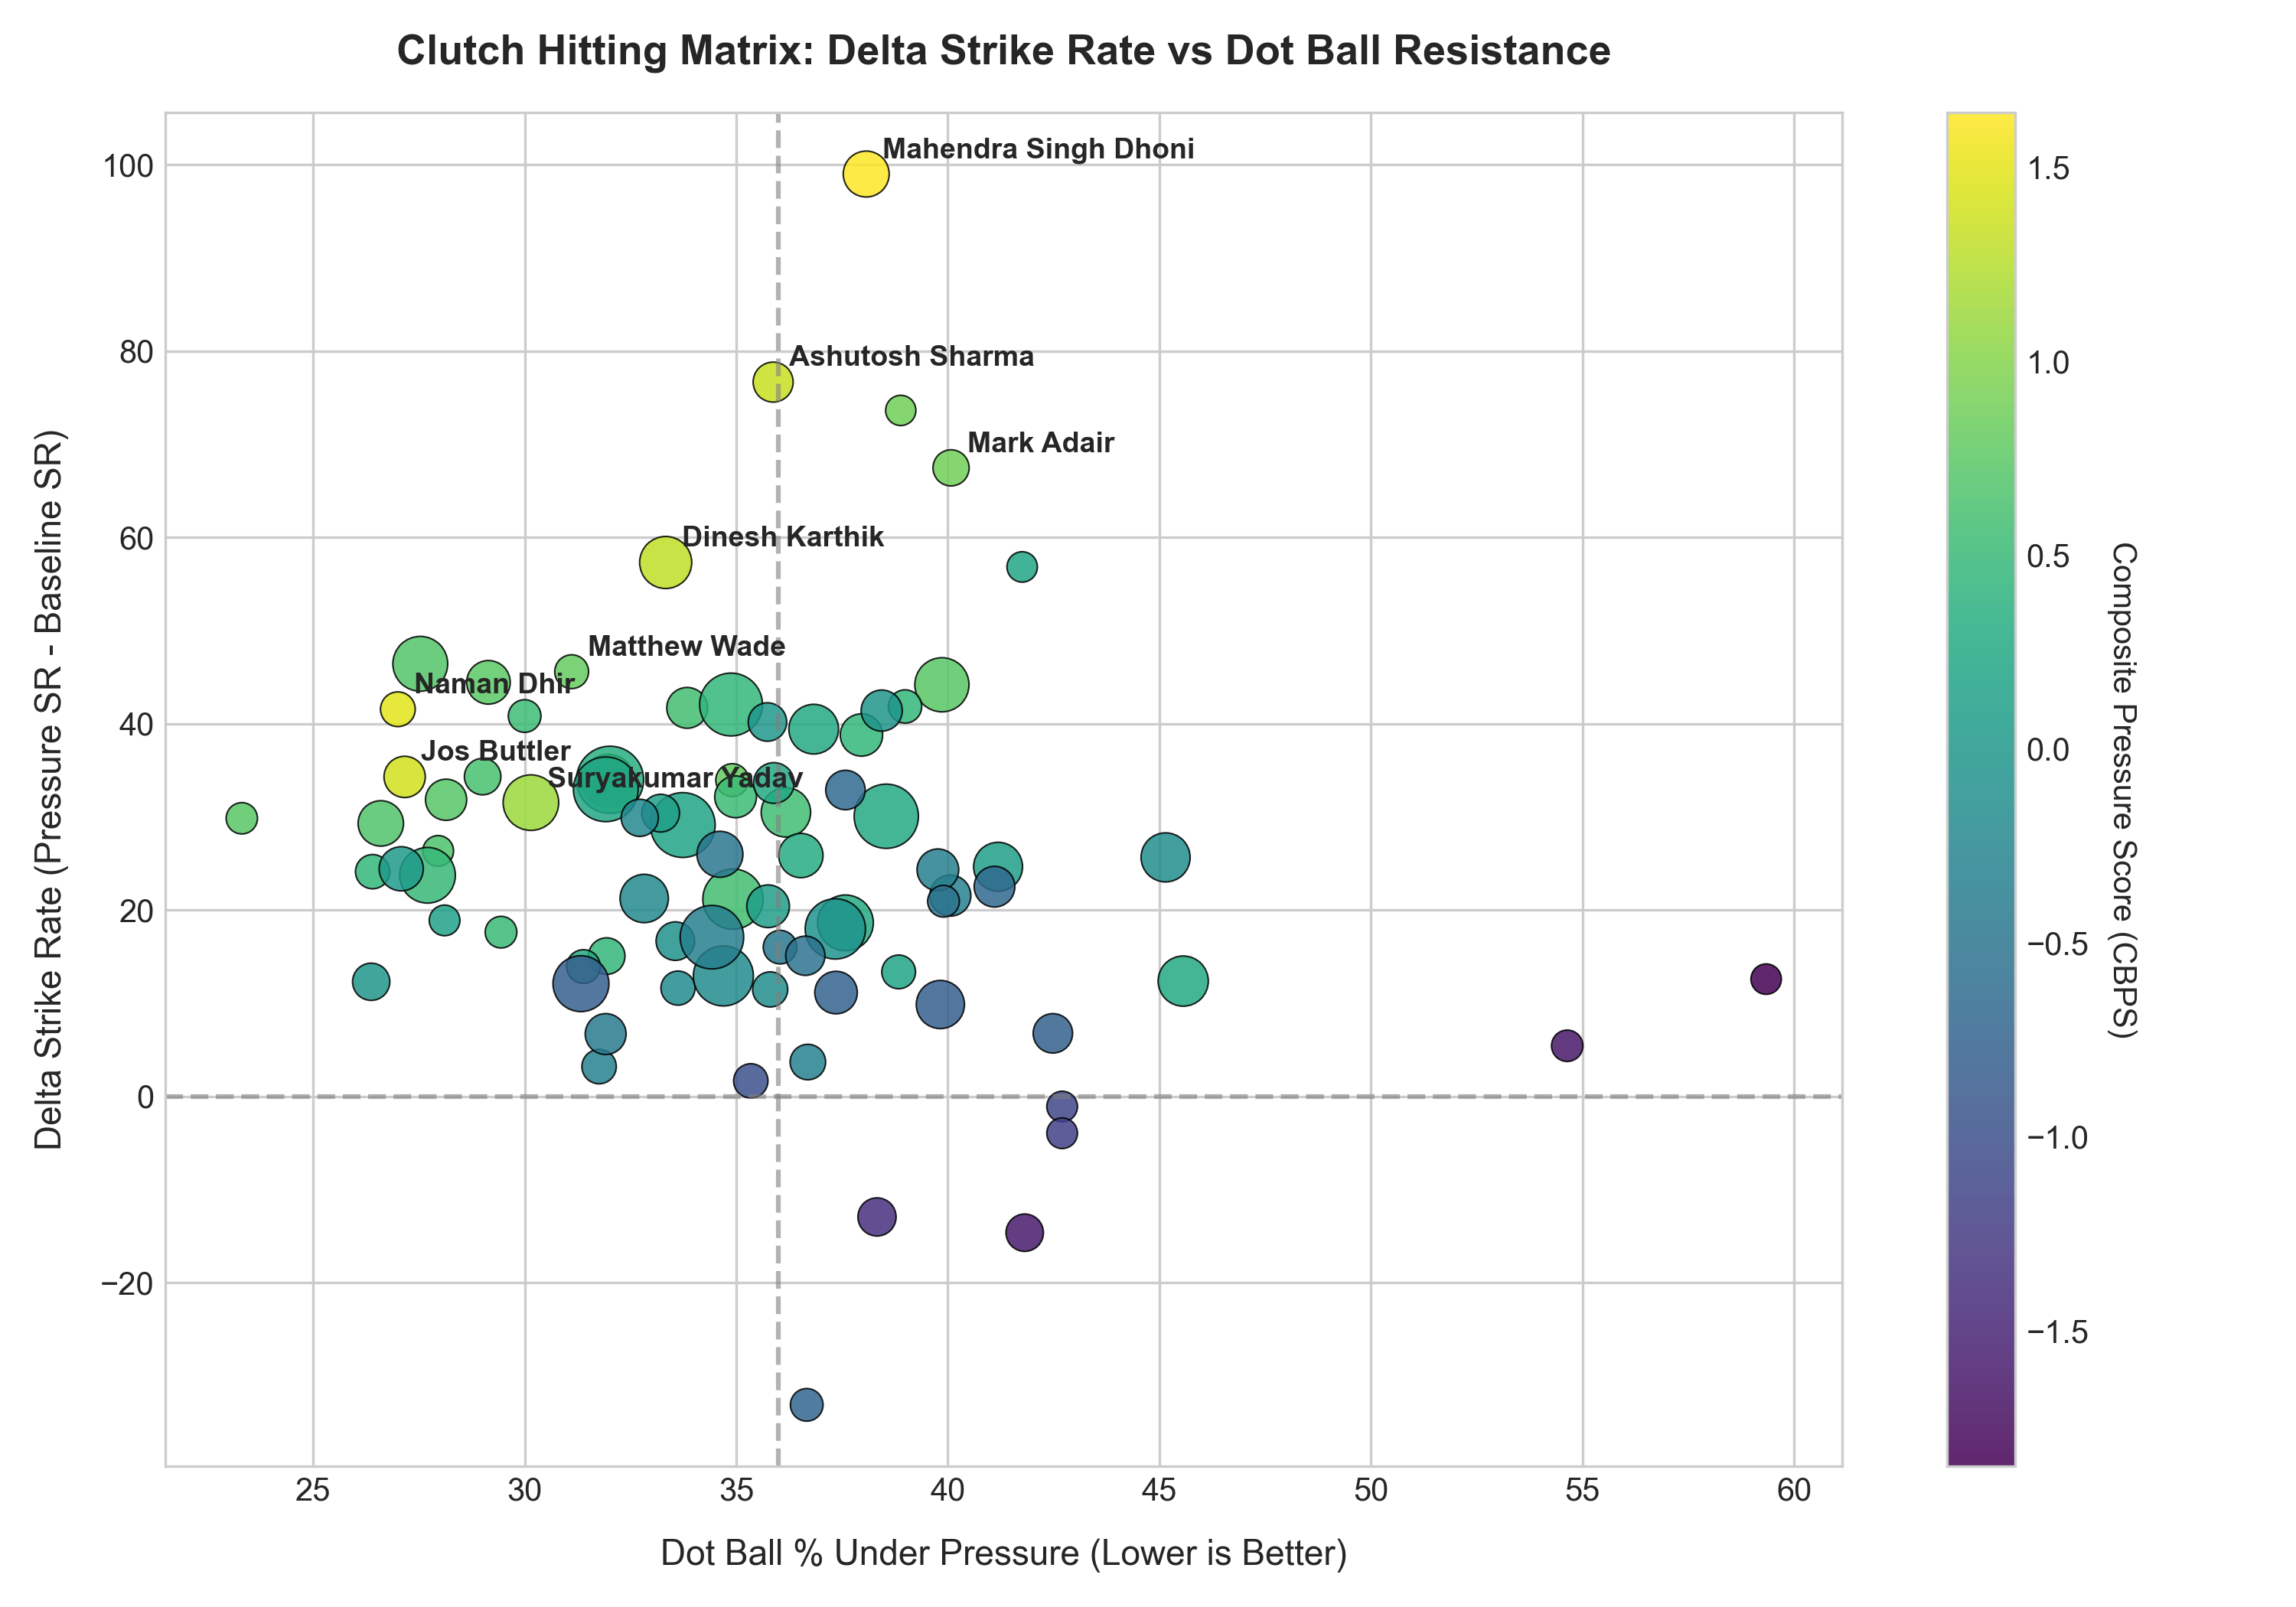 Clutch Hitting Matrix: Delta Strike Rate vs Dot Ball Resistance
Delta Strike Rate (Pressure SR - Baseline SR)
100
80
60
40
20
0
−20
Mahendra Singh Dhoni
Ashutosh Sharma
Mark Adair
Dinesh Karthik
Matthew Wade
Naman Dhir
Jos Buttler
Suryakumar Yadav
25
30
35
40
45
50
55
60
Dot Ball % Under Pressure (Lower is Better)
1.5
1.0
0.5
0.0
−0.5
−1.0
−1.5
Composite Pressure Score (CBPS)